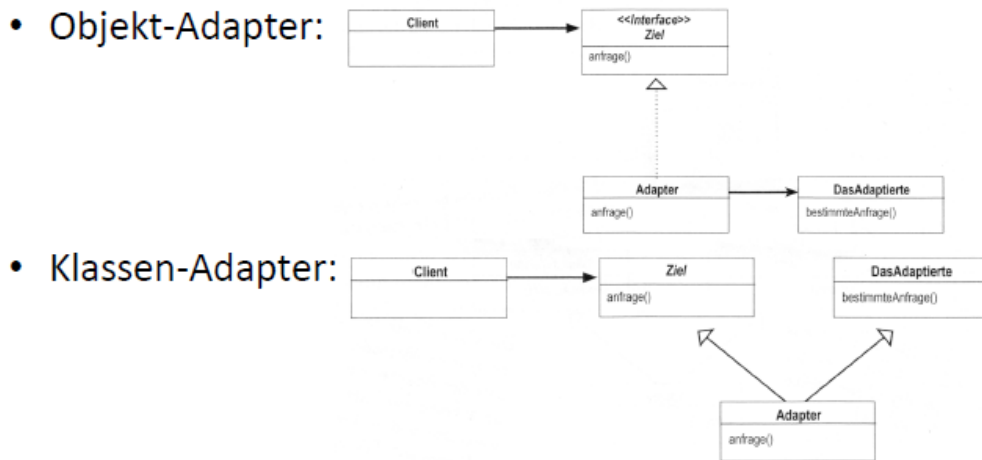 • Objekt-Adapter:
Client
<<Interface>>
Ziel
anfrage()
Adapter
anfrage()
DasAdaptierte
bestimmteAnfrage()
• Klassen-Adapter:
Client
Ziel
anfrage()
DasAdaptierte
bestimmteAnfrage()
Adapter
anfrage()